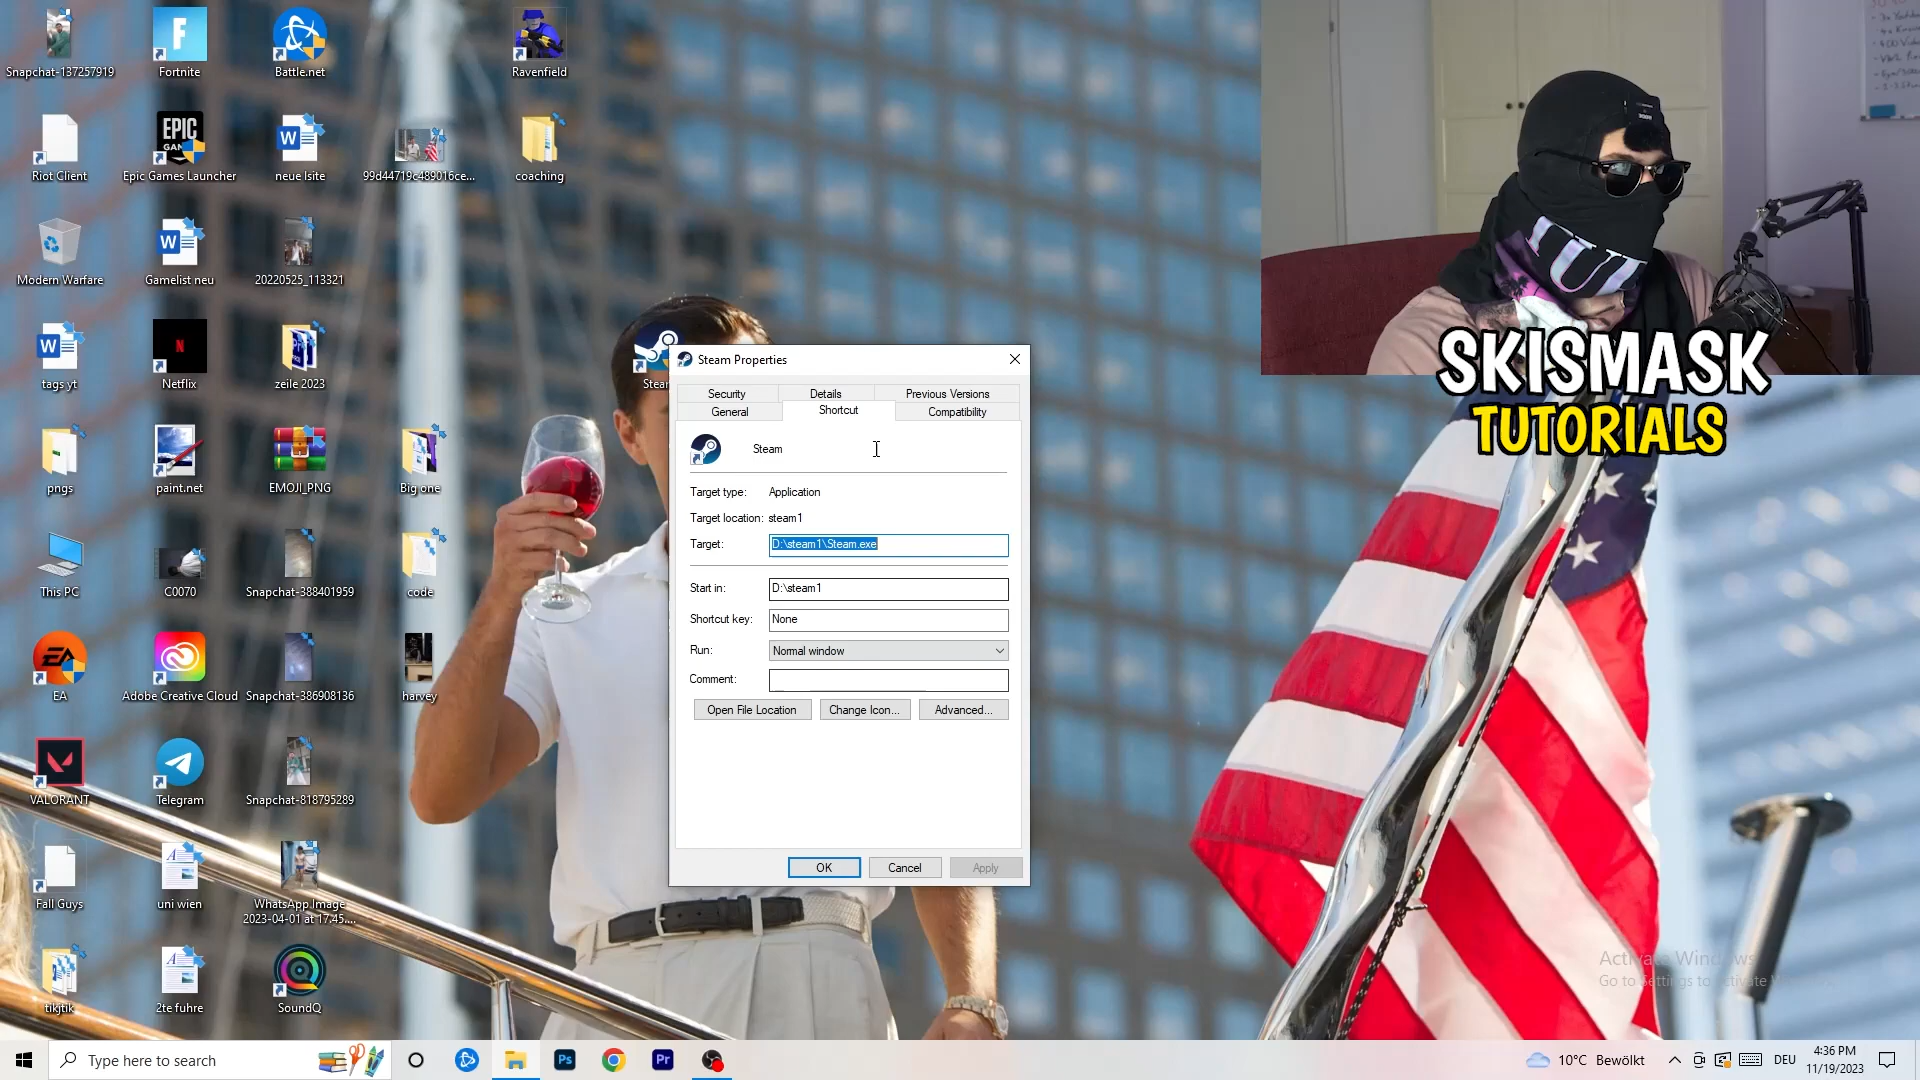 Snapchat-137257919
Fortnite
Battle.net
Ravenfield
Riot Client
EPIC
Epic Games Launcher
neue lsite
99d44719c489016ce...
coaching
Modern Warfare
Gamelist neu
20220525_113321
tags yt
Netflix
zeile 2023
pngs
paint.net
EMOJI_PNG
Big one
This PC
C0070
Snapchat-388401959
code
EA
Adobe Creative Cloud
Snapchat-386908136
harvey
VALORANT
Telegram
Snapchat-818795289
Fall Guys
uni wien
WhatsApp Image
2023-04-01 at 17.45....
tikjtik
2te fuhre
SoundQ
Steam Properties
Security
Details
Previous Versions
General
Shortcut
Compatibility
Steam
Target type: Application
Target location: steam1
Target: D:\steam1\Steam.exe
Start in: D:\steam1
Shortcut key: None
Run: Normal window
Comment:
Open File Location
Change Icon...
Advanced...
OK
Cancel
Apply
SKISMASK
TUTORIALS
Type here to search
Ps
Pr
10°C Bewölkt
DEU
4:36 PM
11/19/2023